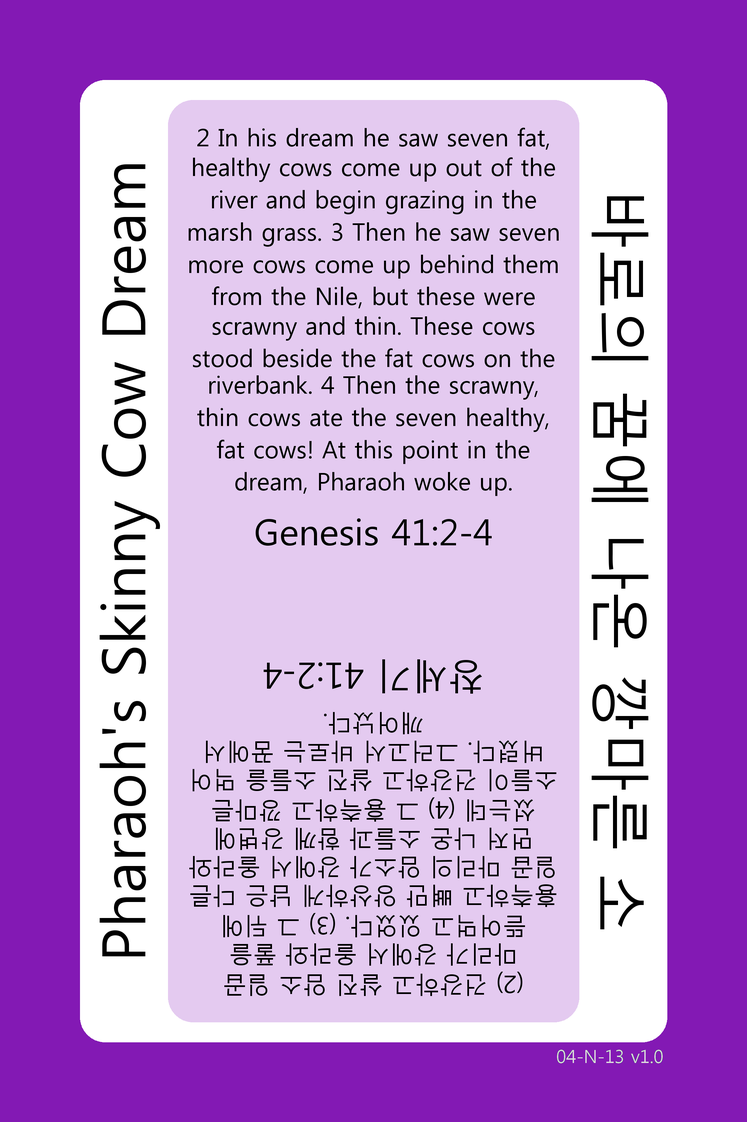 Pharaoh's Skinny Cow Dream
2 In his dream he saw seven fat,
healthy cows come up out of the
river and begin grazing in the
marsh grass. 3 Then he saw seven
more cows come up behind them
from the Nile, but these were
scrawny and thin. These cows
stood beside the fat cows on the
riverbank. 4 Then the scrawny,
thin cows ate the seven healthy,
fat cows! At this point in the
dream, Pharaoh woke up.
Genesis 41:2-4
바로의 꿈에 나온 깡마른 소
(2) 건강하고 살진 암소 일곱
마리가 강에서 올라와 풀을
뜯어먹고 있었다. (3) 그 뒤에
흉측하고 뼈만 앙상하게 남은 다른
일곱 마리의 암소가 강에서 올라와
먼저 나온 소들과 함께 강변에
섰는데 (4) 그 흉측하고 깡마른
소들이 건강하고 살진 소들을 먹어
버렸다. 그러고서 바로는 꿈에서
깨어났다.
창세기 41:2-4
04-N-13 v1.0